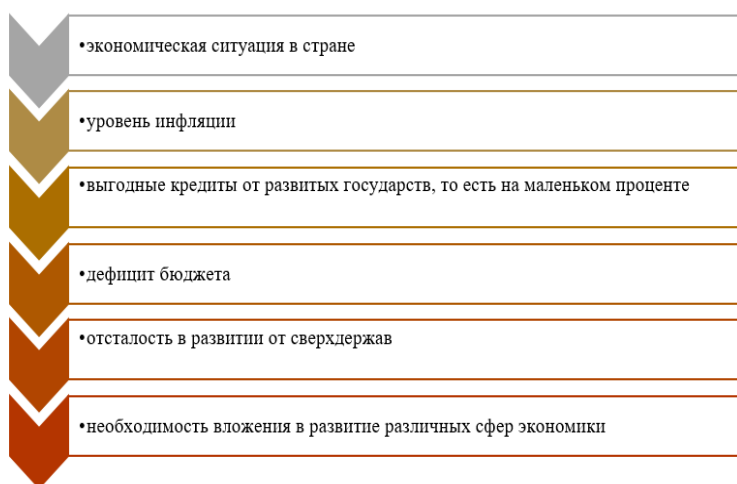 •экономическая ситуация в стране
•уровень инфляции
•выгодные кредиты от развитых государств, то есть на маленьком проценте
•дефицит бюджета
•отсталость в развитии от сверхдержав
•необходимость вложения в развитие различных сфер экономики